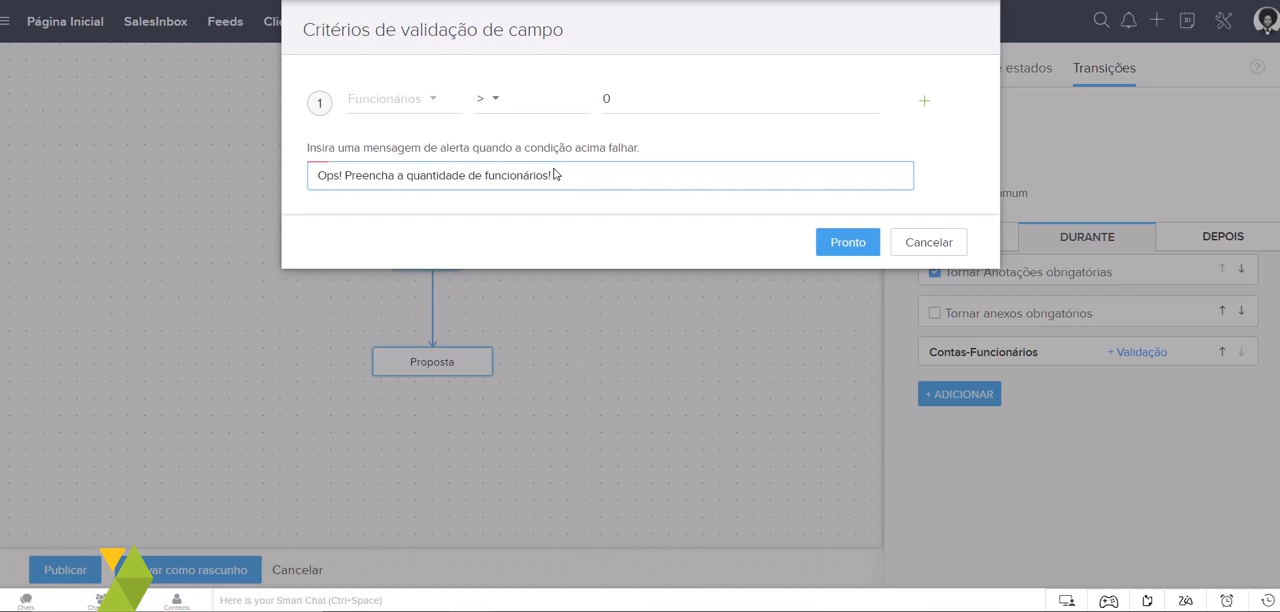 Página Inicial SalesInbox Feeds
Critérios de validação de campo
estados Transições ?
1 Funcionários > 0
Insira uma mensagem de alerta quando a condição acima falhar.
Ops! Preencha a quantidade de funcionários!
Pronto Cancelar
DURANTE DEPOIS
Tornar Anotações obrigatórias
Tornar anexos obrigatórios
Contas-Funcionários + Validação
+ ADICIONAR
Proposta
Publicar como rascunho Cancelar
Chats Contacts Here is your Smart Chat (Ctrl+Space)